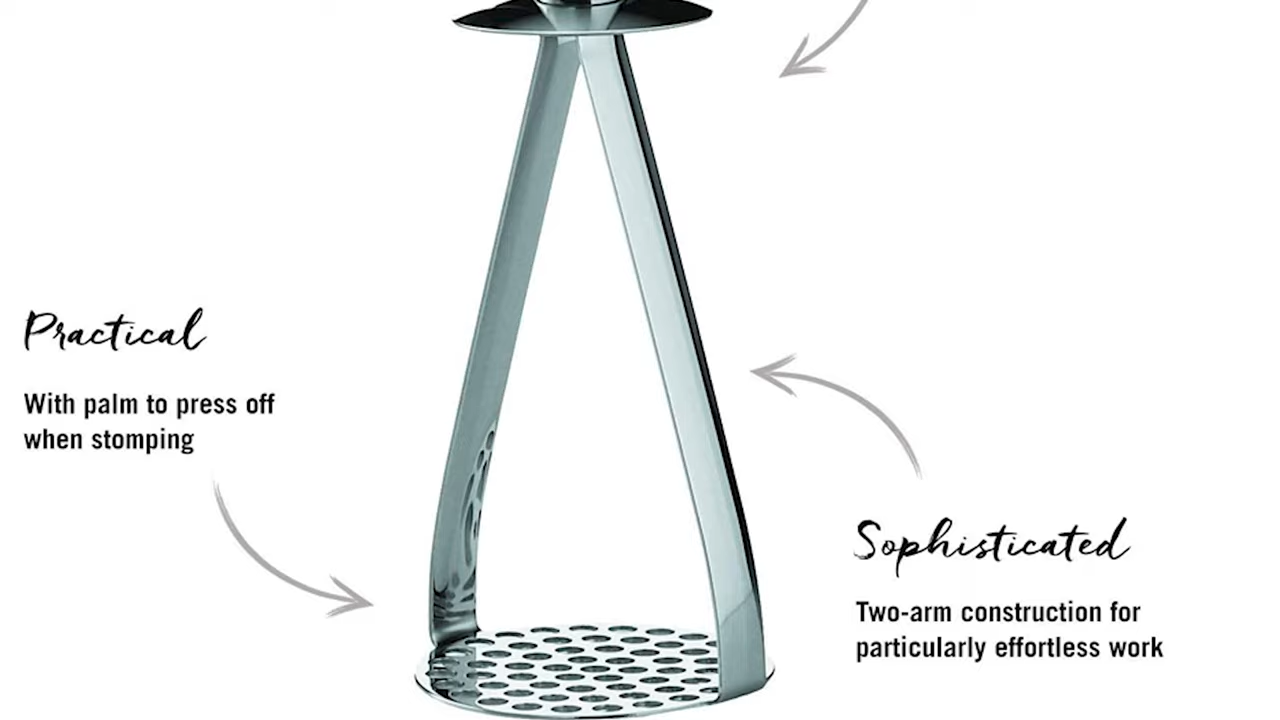 Practical
With palm to press off
when stomping
Sophisticated
Two-arm construction for
particularly effortless work